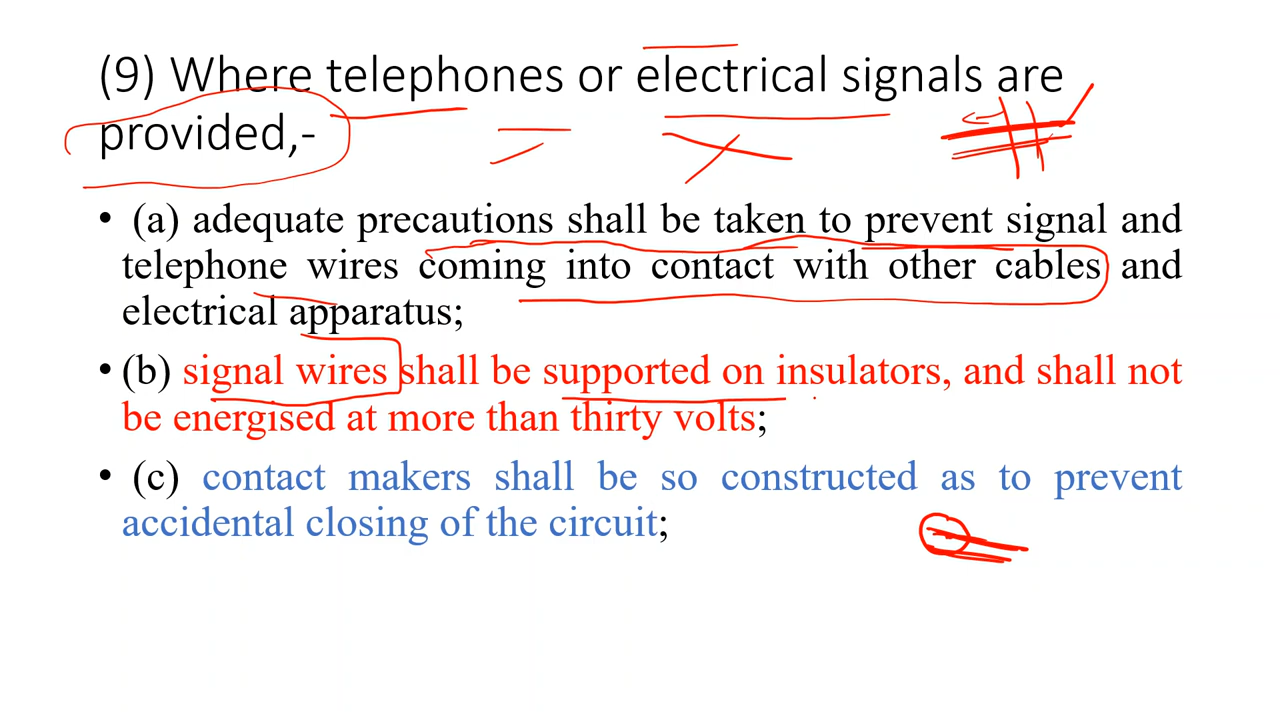 (9) Where telephones or electrical signals are
provided,-
• (a) adequate precautions shall be taken to prevent signal and
telephone wires coming into contact with other cables and
electrical apparatus;
• (b) signal wires shall be supported on insulators, and shall not
be energised at more than thirty volts;
• (c) contact makers shall be so constructed as to prevent
accidental closing of the circuit;